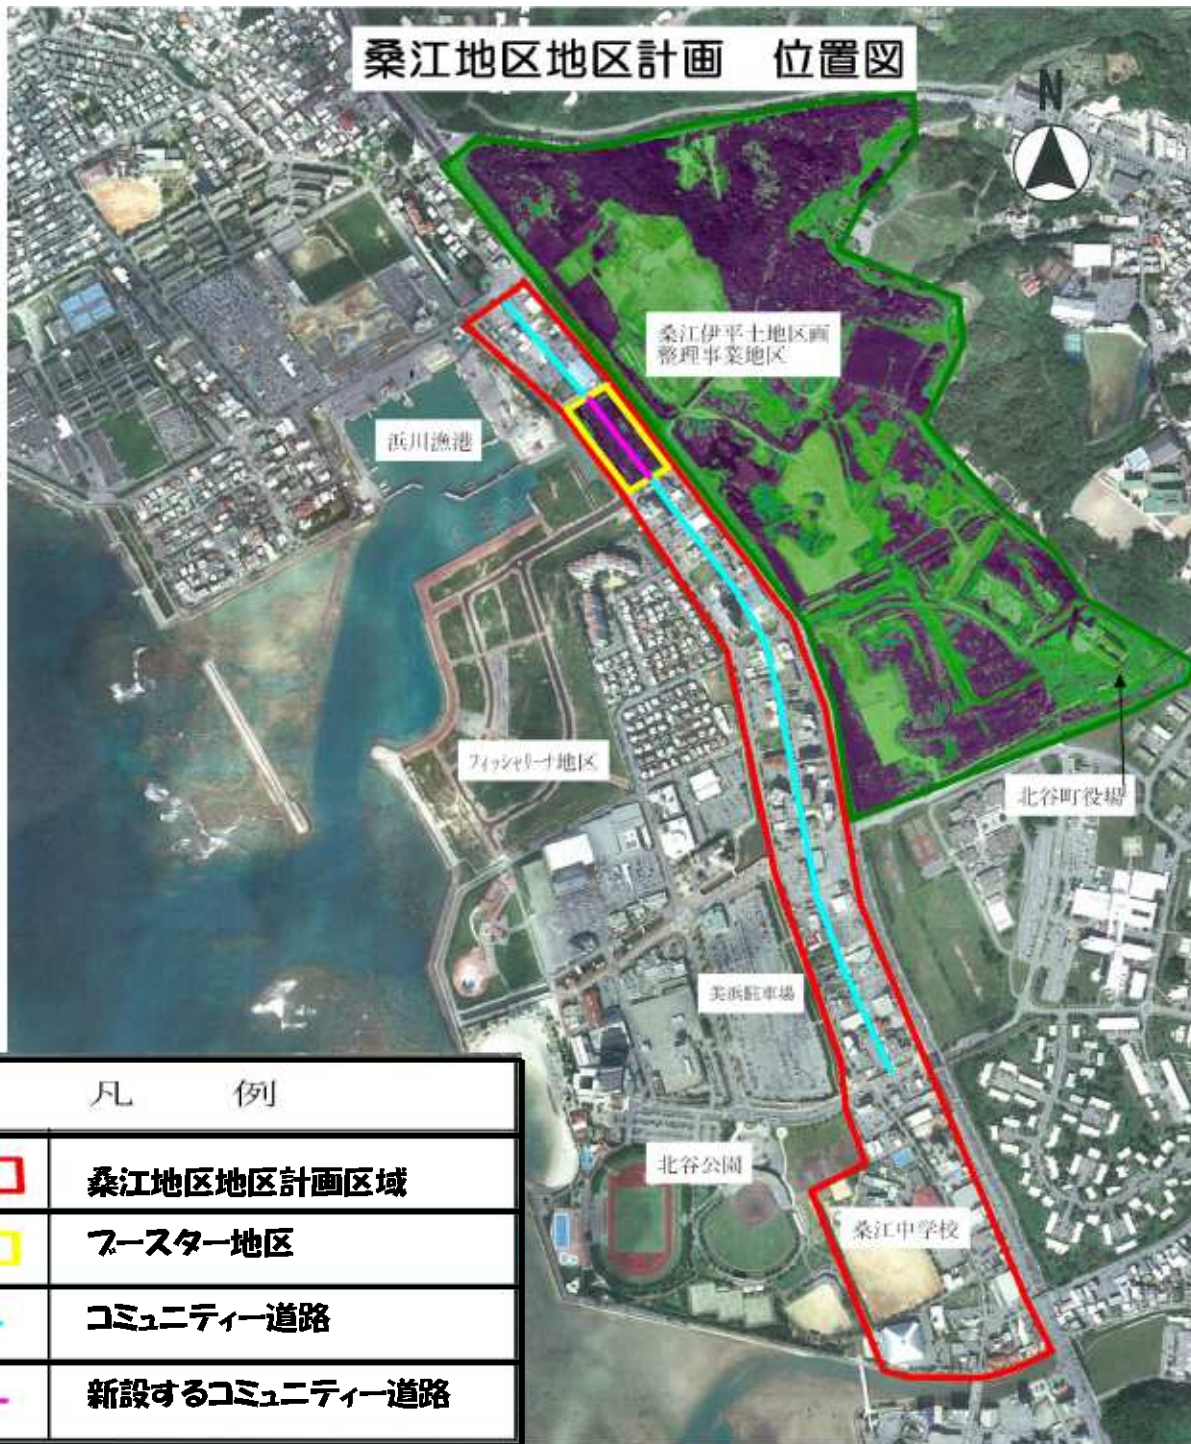 桑江地区地区計画　位置図
N
桑江伊平土地区画
整理事業地区
浜川漁港
フィッシャリーナ地区
北谷町役場
美浜駐車場
北谷公園
桑江中学校
凡　例
桑江地区地区計画区域
ブースター地区
コミュニティー道路
新設するコミュニティー道路